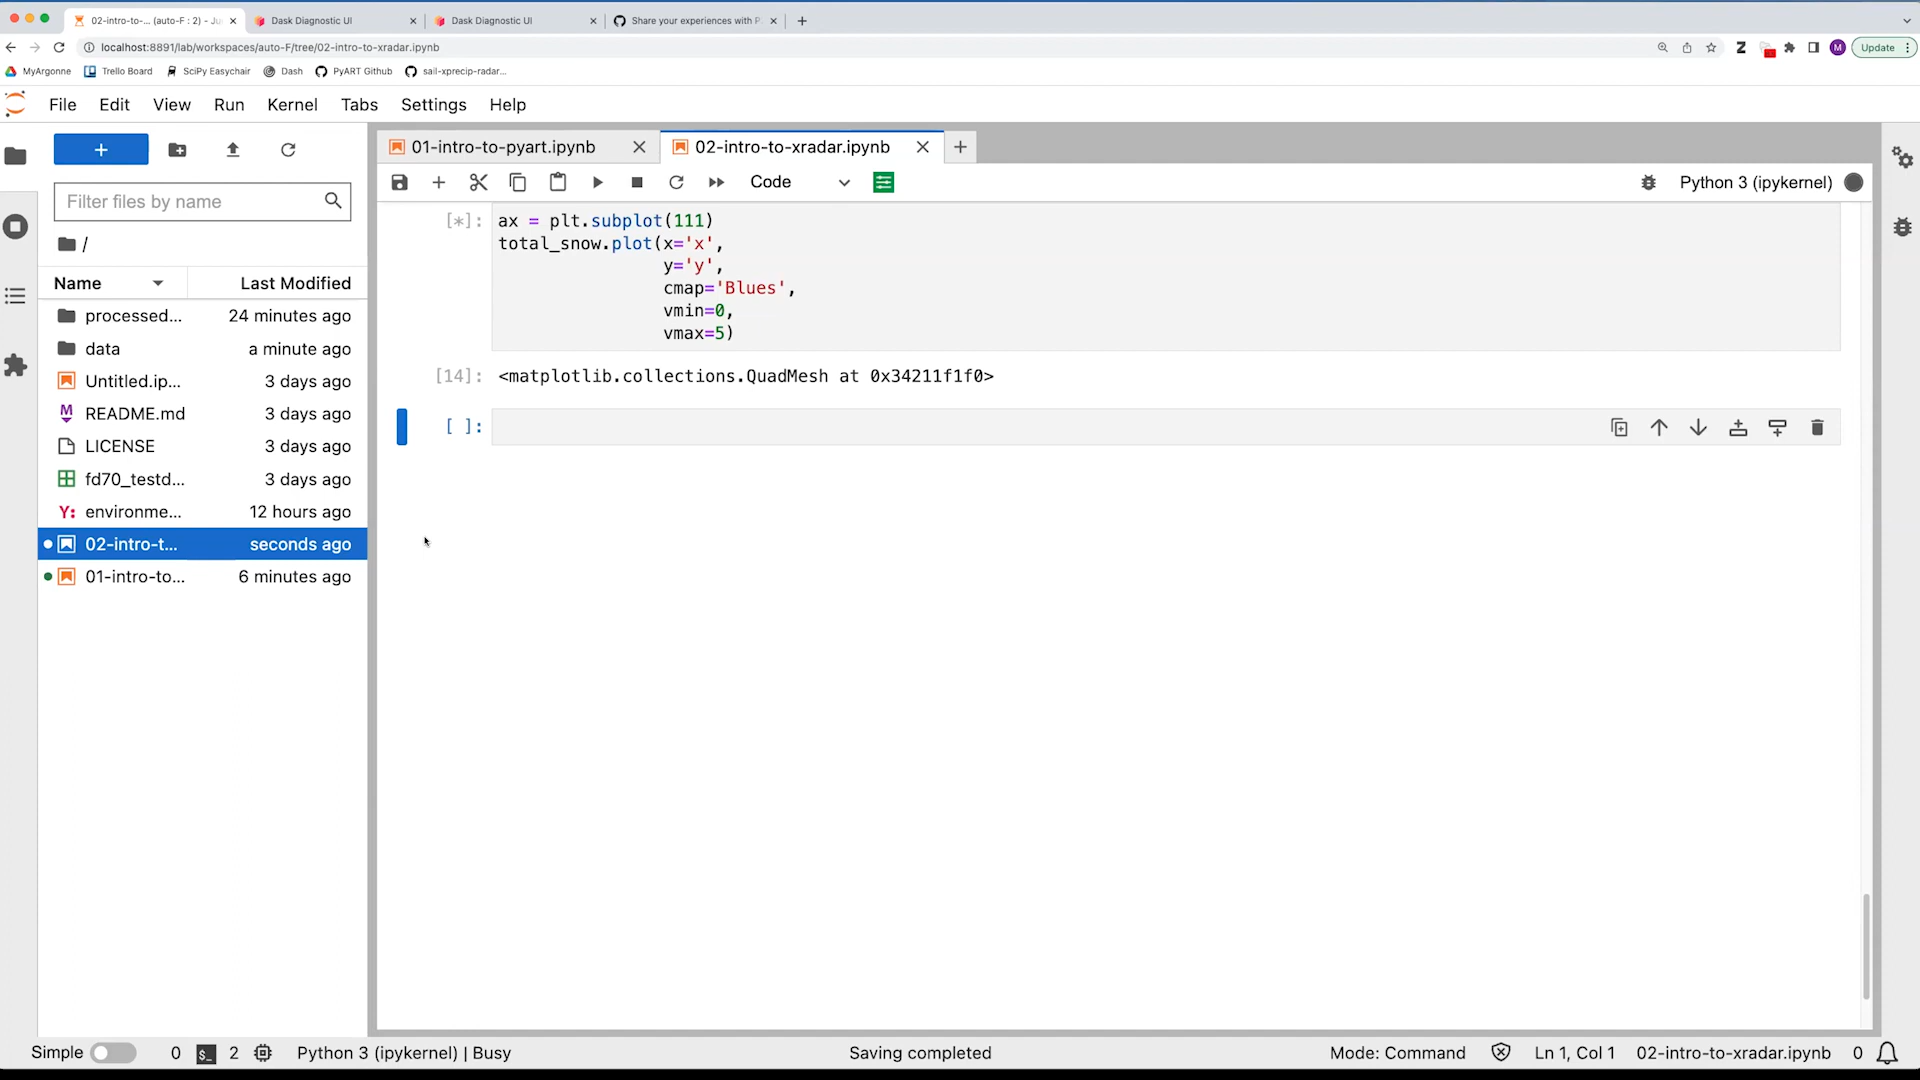 02-intro-to-... (auto-F : 2) - Ju
Dask Diagnostic UI
Dask Diagnostic UI
Share your experiences with P
localhost:8891/lab/workspaces/auto-F/tree/02-intro-to-xradar.ipynb
Update
MyArgonne
Trello Board
SciPy Easychair
Dash
PyART Github
sail-xprecip-radar...
File Edit View Run Kernel Tabs Settings Help
01-intro-to-pyart.ipynb
02-intro-to-xradar.ipynb
Code
Python 3 (ipykernel)
Filter files by name
/
Name Last Modified
processed... 24 minutes ago
data a minute ago
Untitled.ip... 3 days ago
README.md 3 days ago
LICENSE 3 days ago
fd70_testd... 3 days ago
Y: environme... 12 hours ago
02-intro-t... seconds ago
01-intro-to... 6 minutes ago
[*]: ax = plt.subplot(111)
total_snow.plot(x='x',
y='y',
cmap='Blues',
vmin=0,
vmax=5)
[14]: <matplotlib.collections.QuadMesh at 0x34211f1f0>
[ ]:
Simple 0 $_ 2 Python 3 (ipykernel) | Busy Saving completed Mode: Command Ln 1, Col 1 02-intro-to-xradar.ipynb 0